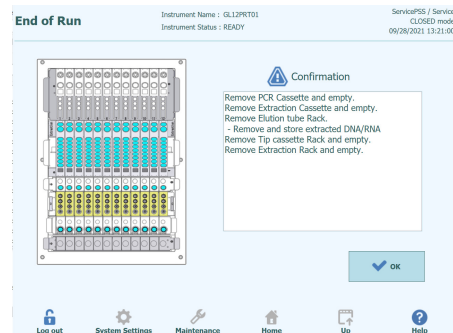 End of Run
Instrument Name : GL12PRT01
Instrument Status : READY
ServicePSS / Service
CLOSED mode
09/28/2021 13:21:00
Confirmation
Remove PCR Cassette and empty.
Remove Extraction Cassette and empty.
Remove Elution tube Rack.
- Remove and store extracted DNA/RNA
Remove Tip cassette Rack and empty.
Remove Extraction Rack and empty.
OK
Log out
System Settings
Maintenance
Home
Up
Help